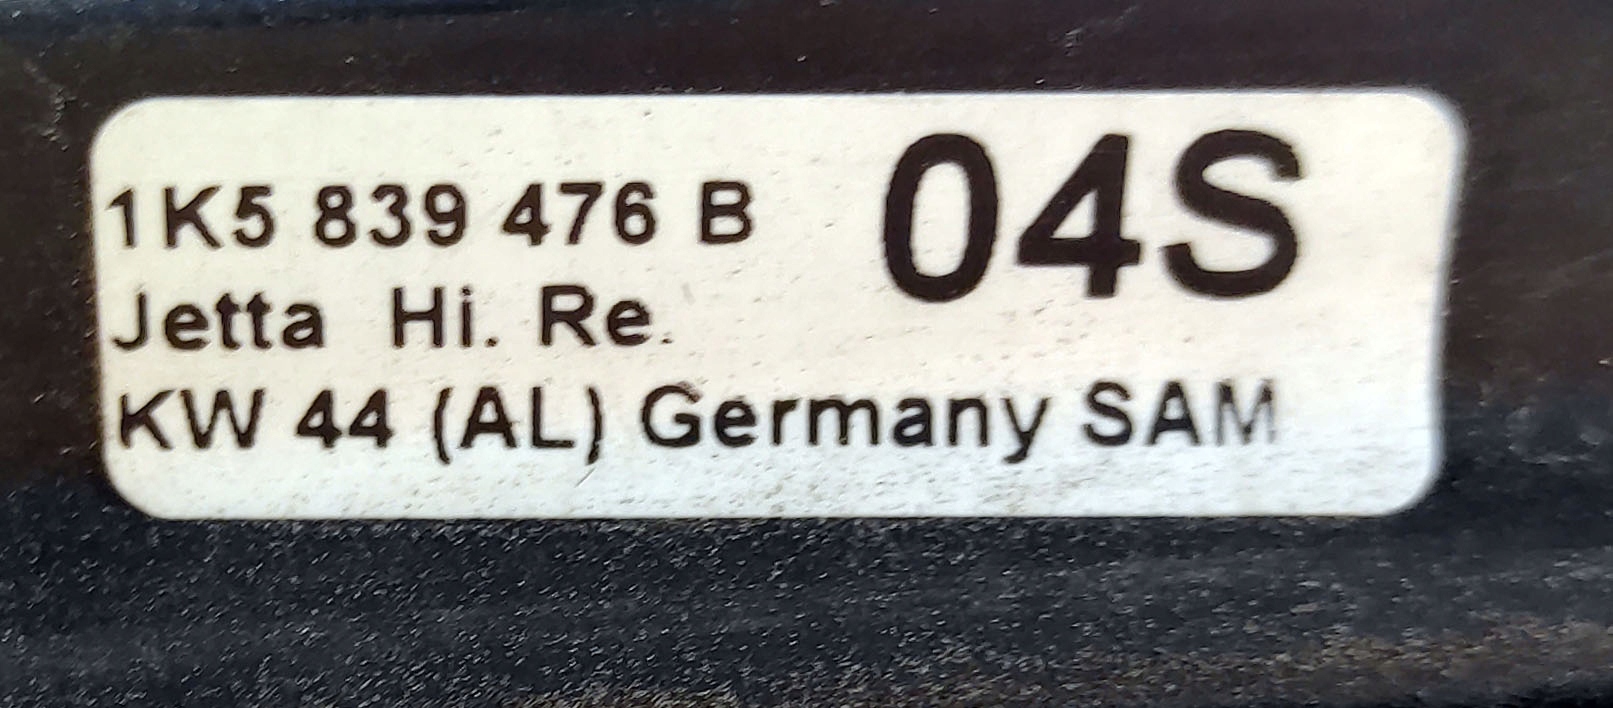 1K5 839 476 B 04S
Jetta Hi. Re.
KW 44 (AL) Germany SAM